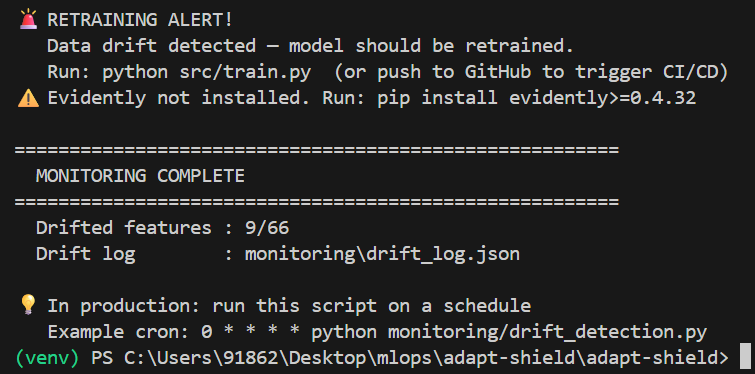 🚨 RETRAINING ALERT!
Data drift detected — model should be retrained.
Run: python src/train.py  (or push to GitHub to trigger CI/CD)
⚠️ Evidently not installed. Run: pip install evidently>=0.4.32
=======================================================
MONITORING COMPLETE
=======================================================
Drifted features : 9/66
Drift log        : monitoring\drift_log.json
💡 In production: run this script on a schedule
Example cron: 0 * * * * python monitoring/drift_detection.py
(venv) PS C:\Users\91862\Desktop\mlops\adapt-shield\adapt-shield>